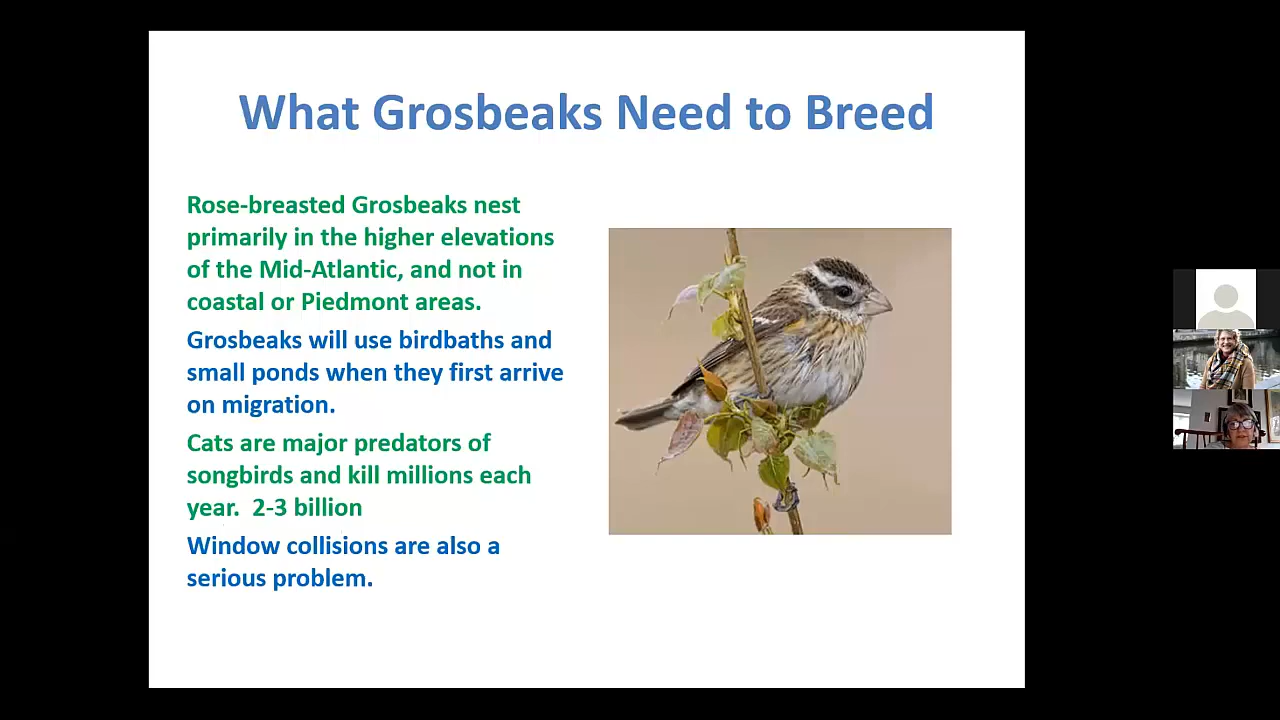 What Grosbeaks Need to Breed
Rose-breasted Grosbeaks nest
primarily in the higher elevations
of the Mid-Atlantic, and not in
coastal or Piedmont areas.
Grosbeaks will use birdbaths and
small ponds when they first arrive
on migration.
Cats are major predators of
songbirds and kill millions each
year.  2-3 billion
Window collisions are also a
serious problem.